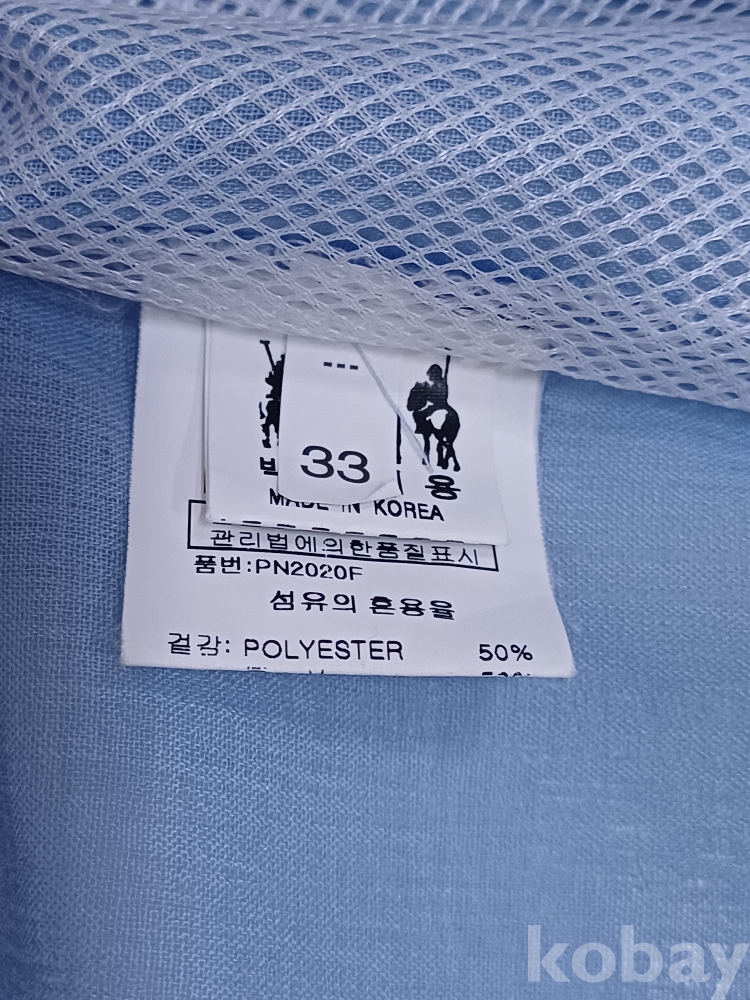 ---
33
용
MADE IN KOREA
관리법에의한품질표시
품번:PN2020F
섬유의 혼용율
겉감: POLYESTER 50%
kobay